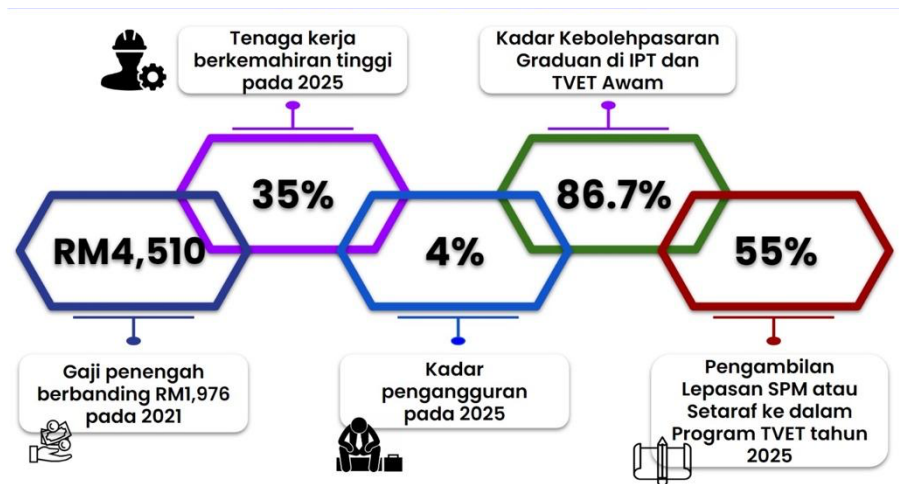 Tenaga kerja
berkemahiran tinggi
pada 2025
Kadar Kebolehpasaran
Graduan di IPT dan
TVET Awam
35%
86.7%
RM4,510
4%
55%
Gaji penengah
berbanding RM1,976
pada 2021
Kadar
pengangguran
pada 2025
Pengambilan
Lepasan SPM atau
Setaraf ke dalam
Program TVET tahun
2025